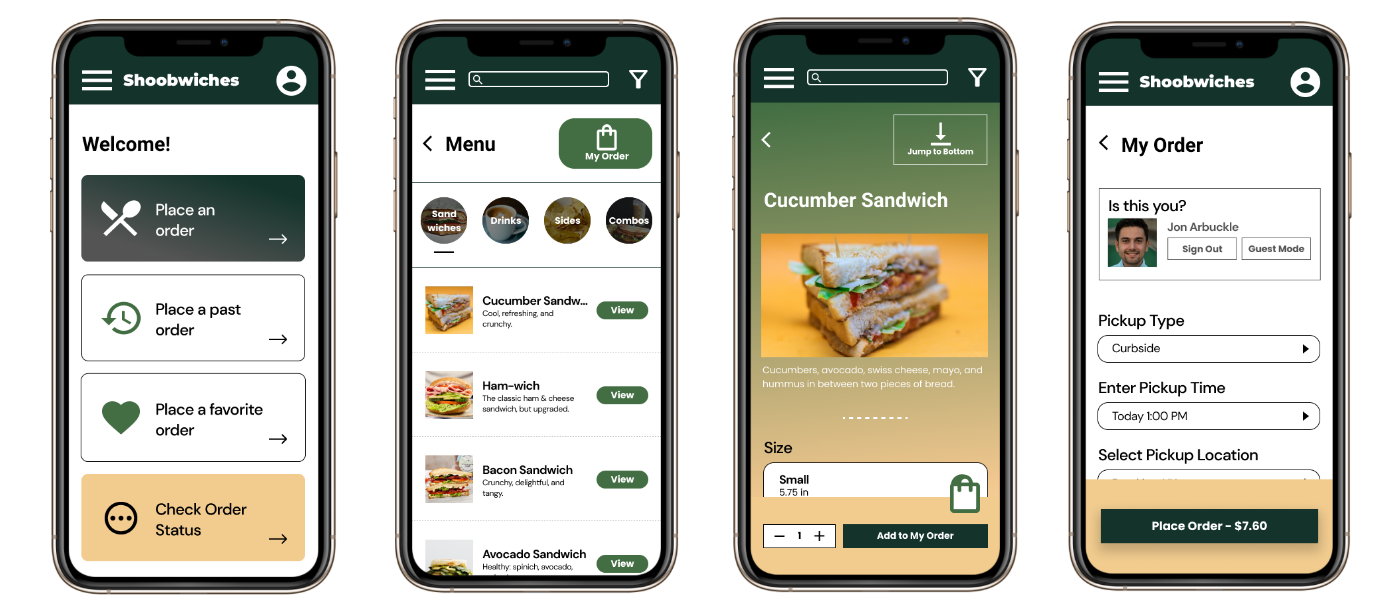 Shoobwiches
Welcome!
Place an
order
Place a past
order
Place a favorite
order
Check Order
Status
Menu
My Order
Sand
wiches
Drinks
Sides
Combos
Cucumber Sandw...
Cool, refreshing, and
crunchy.
View
Ham-wich
The classic ham & cheese
sandwich, but upgraded.
View
Bacon Sandwich
Crunchy, delightful, and
tangy.
View
Avocado Sandwich
Healthy: spinich, avocado,
View
Jump to Bottom
Cucumber Sandwich
Cucumbers, avocado, swiss cheese, mayo, and
hummus in between two pieces of bread.
Size
Small
5.75 in
1
Add to My Order
Shoobwiches
My Order
Is this you?
Jon Arbuckle
Sign Out
Guest Mode
Pickup Type
Curbside
Enter Pickup Time
Today 1:00 PM
Select Pickup Location
Place Order - $7.60